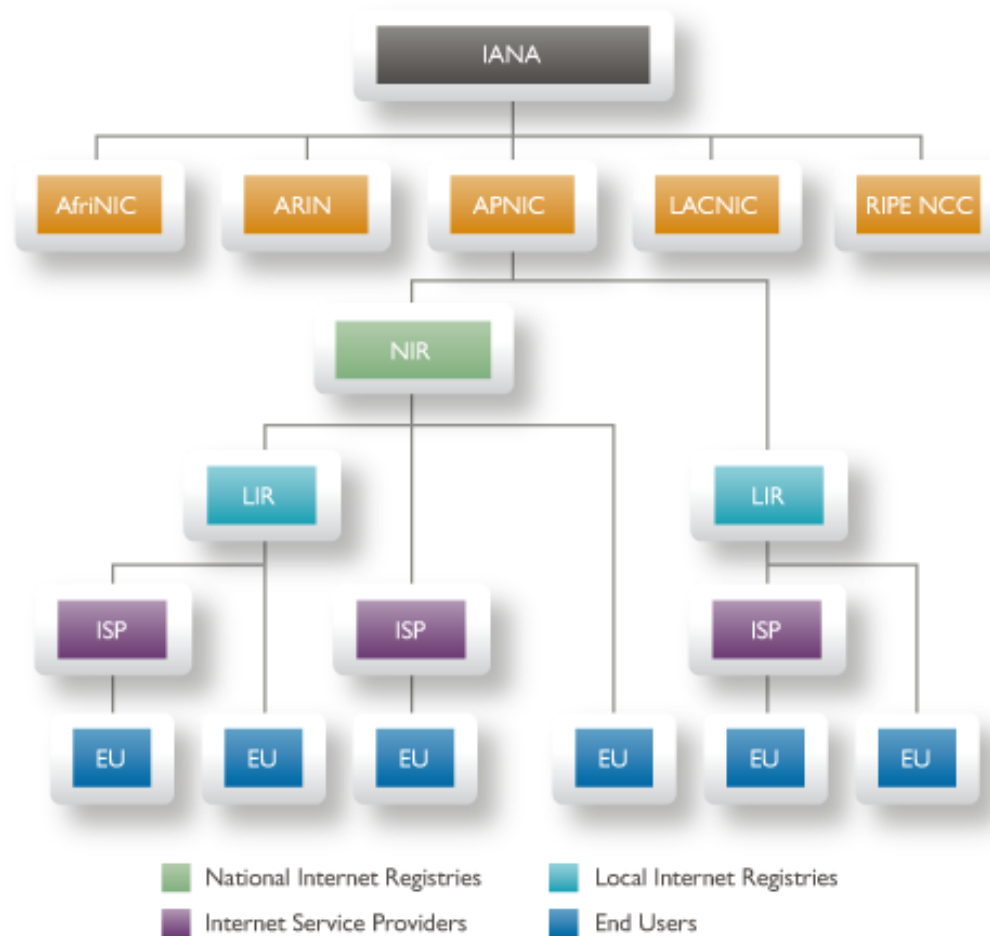 IANA
AfriNIC ARIN APNIC LACNIC RIPE NCC
NIR
LIR LIR
ISP ISP ISP
EU EU EU EU EU EU
National Internet Registries Local Internet Registries
Internet Service Providers End Users